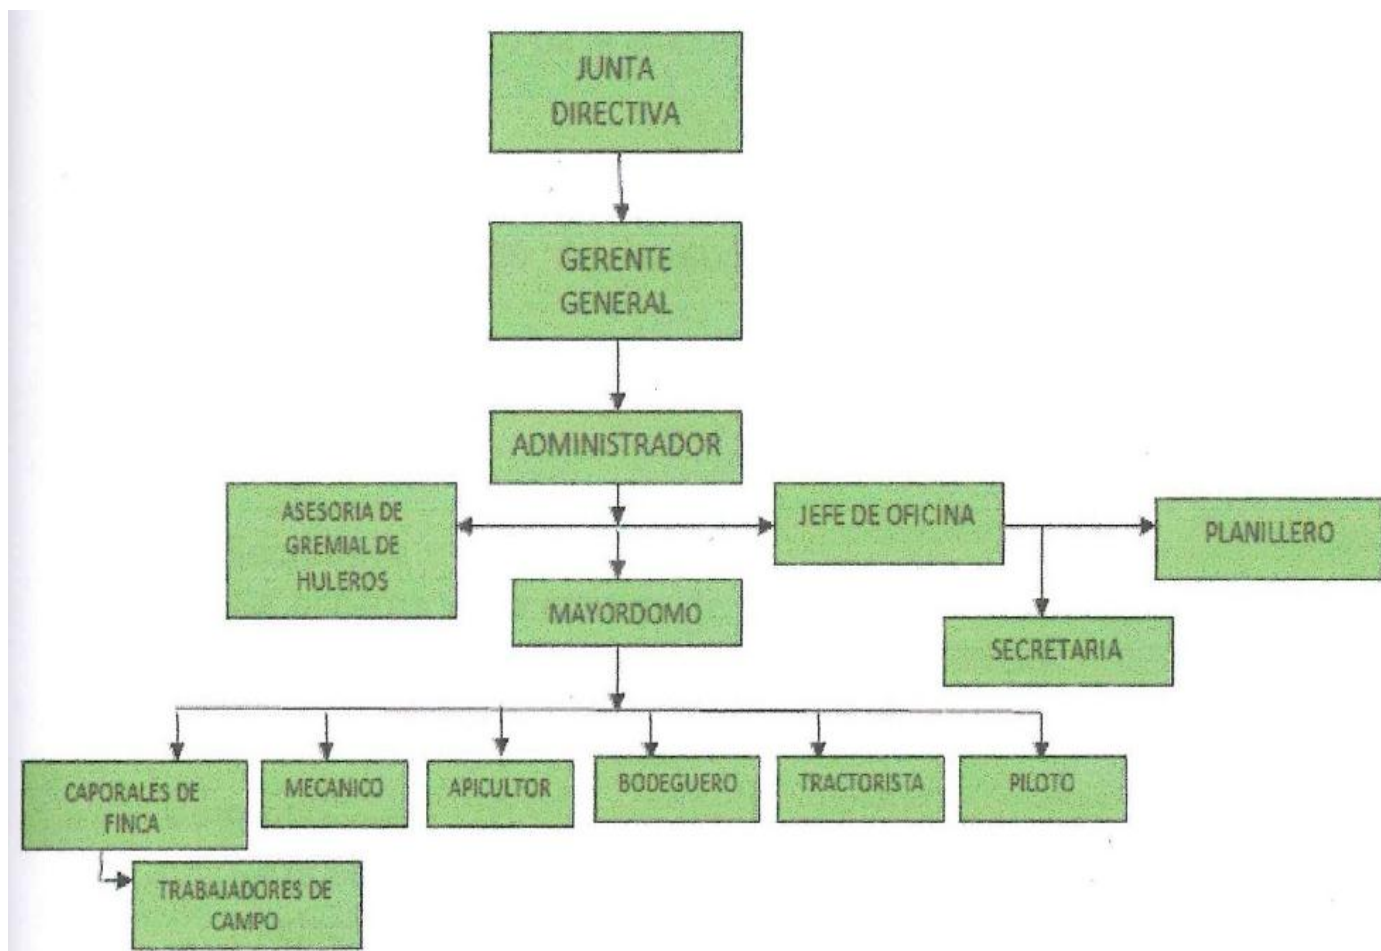 JUNTA
DIRECTIVA
GERENTE
GENERAL
ADMINISTRADOR
ASESORIA DE
GREMIAL DE
HULEROS
JEFE DE OFICINA
PLANILLERO
MAYORDOMO
SECRETARIA
CAPORALES DE
FINCA
MECANICO
APICULTOR
BODEGUERO
TRACTORISTA
PILOTO
TRABAJADORES DE
CAMPO